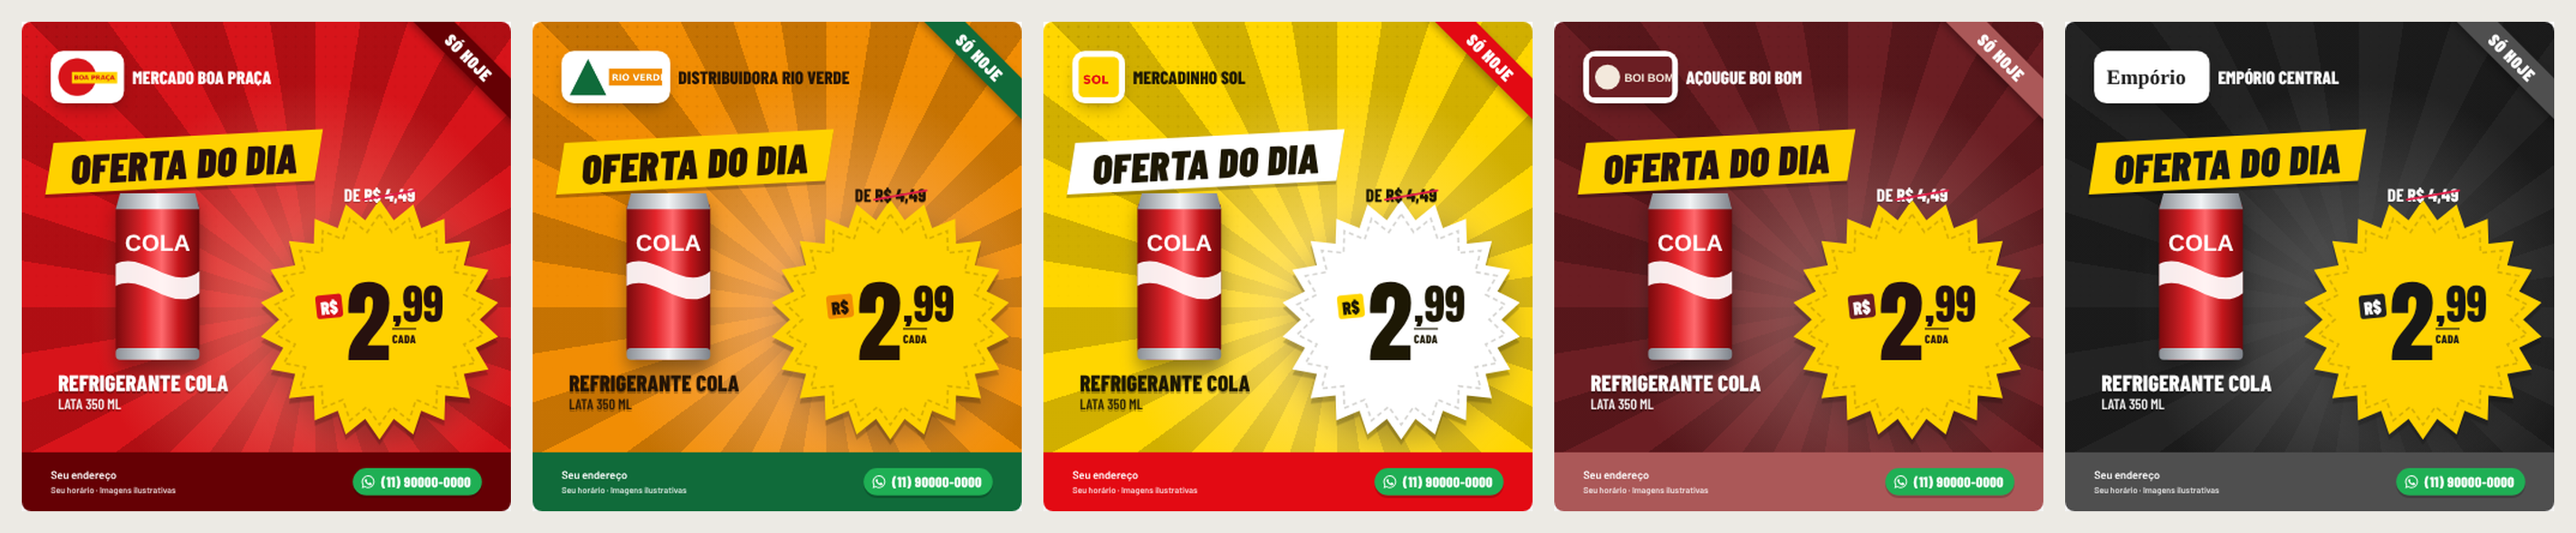 BOA PRAÇA
MERCADO BOA PRAÇA
SÓ HOJE
OFERTA DO DIA
DE R$ 4,49
COLA
R$ 2,99
CADA
REFRIGERANTE COLA
LATA 350 ML
Seu endereço
Seu horário · Imagens ilustrativas
(11) 90000-0000
RIO VERDE
DISTRIBUIDORA RIO VERDE
SÓ HOJE
OFERTA DO DIA
DE R$ 4,49
COLA
R$ 2,99
CADA
REFRIGERANTE COLA
LATA 350 ML
Seu endereço
Seu horário · Imagens ilustrativas
(11) 90000-0000
SOL
MERCADINHO SOL
SÓ HOJE
OFERTA DO DIA
DE R$ 4,49
COLA
R$ 2,99
CADA
REFRIGERANTE COLA
LATA 350 ML
Seu endereço
Seu horário · Imagens ilustrativas
(11) 90000-0000
BOI BOM
AÇOUGUE BOI BOM
SÓ HOJE
OFERTA DO DIA
DE R$ 4,49
COLA
R$ 2,99
CADA
REFRIGERANTE COLA
LATA 350 ML
Seu endereço
Seu horário · Imagens ilustrativas
(11) 90000-0000
Empório
EMPÓRIO CENTRAL
SÓ HOJE
OFERTA DO DIA
DE R$ 4,49
COLA
R$ 2,99
CADA
REFRIGERANTE COLA
LATA 350 ML
Seu endereço
Seu horário · Imagens ilustrativas
(11) 90000-0000